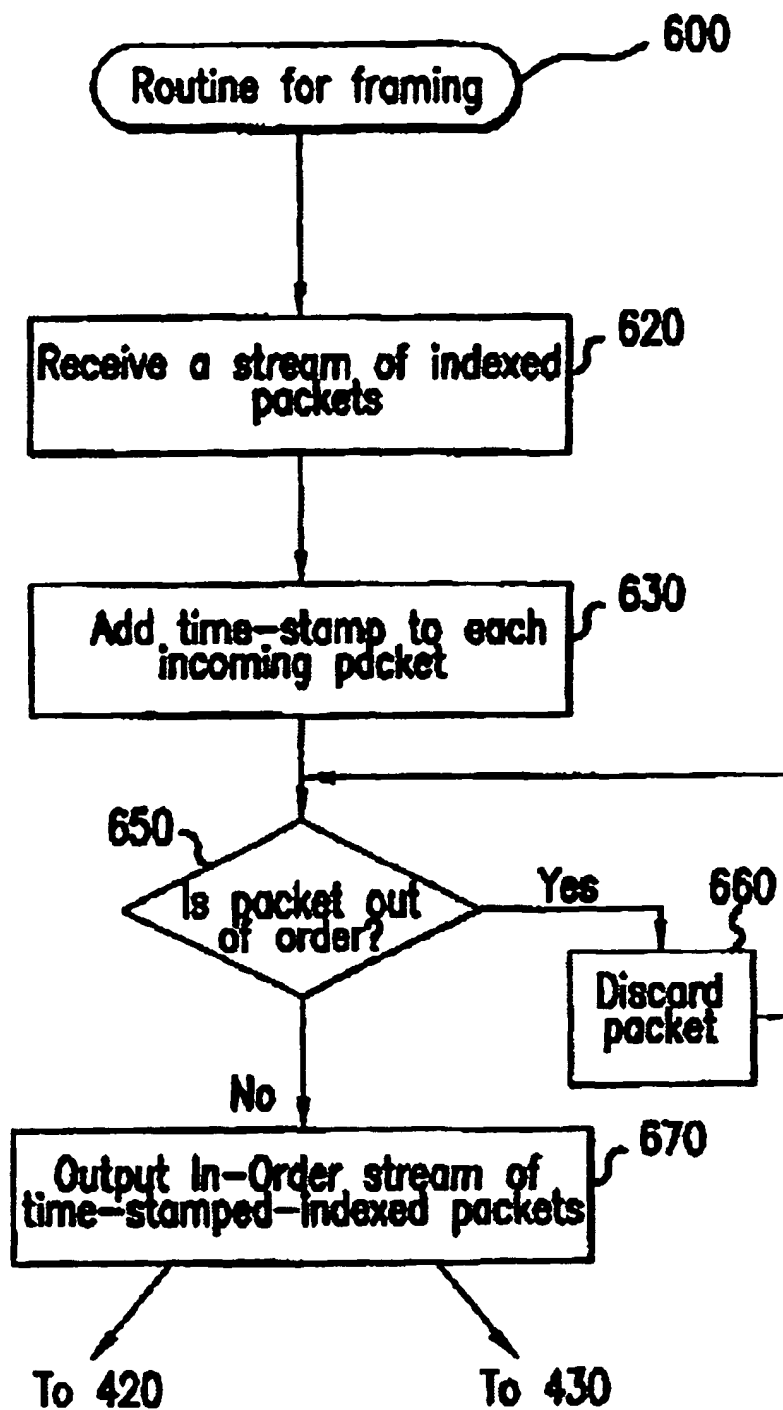 600
Routine for framing
620
Receive a stream of indexed
packets
630
Add time-stamp to each
incoming packet
650
Is packet out
of order?
Yes
660
Discard
packet
No
670
Output In-Order stream of
time-stamped-indexed packets
To 420
To 430